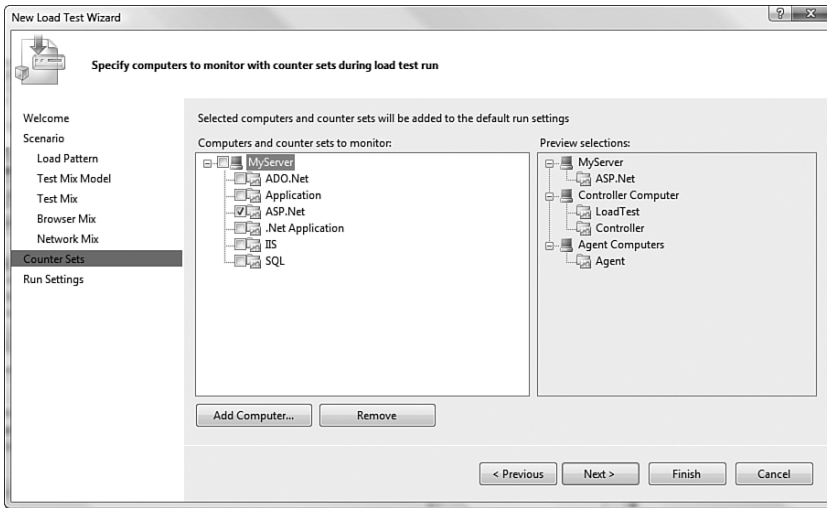 New Load Test Wizard
Specify computers to monitor with counter sets during load test run
Welcome
Scenario
Load Pattern
Test Mix Model
Test Mix
Browser Mix
Network Mix
Counter Sets
Run Settings
Selected computers and counter sets will be added to the default run settings
Computers and counter sets to monitor:
MyServer
ADO.Net
Application
ASP.Net
.Net Application
IIS
SQL
Preview selections:
MyServer
ASP.Net
Controller Computer
LoadTest
Controller
Agent Computers
Agent
Add Computer...
Remove
< Previous
Next >
Finish
Cancel